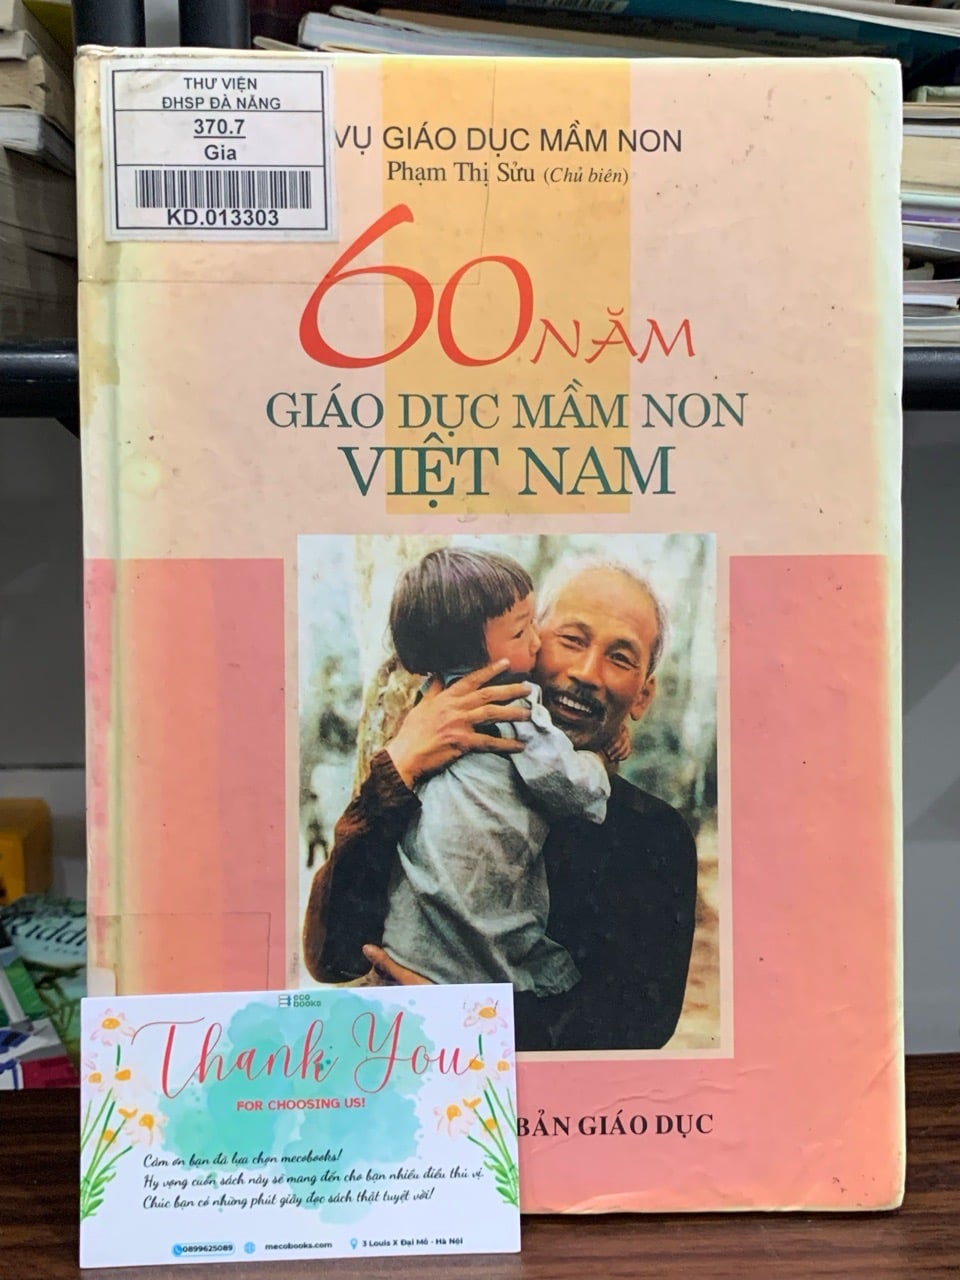 THƯ VIỆN
ĐHSP ĐÀ NẴNG
370.7
Gia
KD.013303
VỤ GIÁO DỤC MẦM NON
Phạm Thị Sửu (Chủ biên)
60 NĂM
GIÁO DỤC MẦM NON
VIỆT NAM
BẢN GIÁO DỤC
eco
books
Thank You
FOR CHOOSING US!
Cảm ơn bạn đã lựa chọn mecobooks!
Hy vọng cuốn sách này sẽ mang đến cho bạn nhiều điều thú vị.
Chúc bạn có những phút giây đọc sách thật tuyệt vời!
0899625089 mecobooks.com 3 Louis X Đại Mỗ - Hà Nội